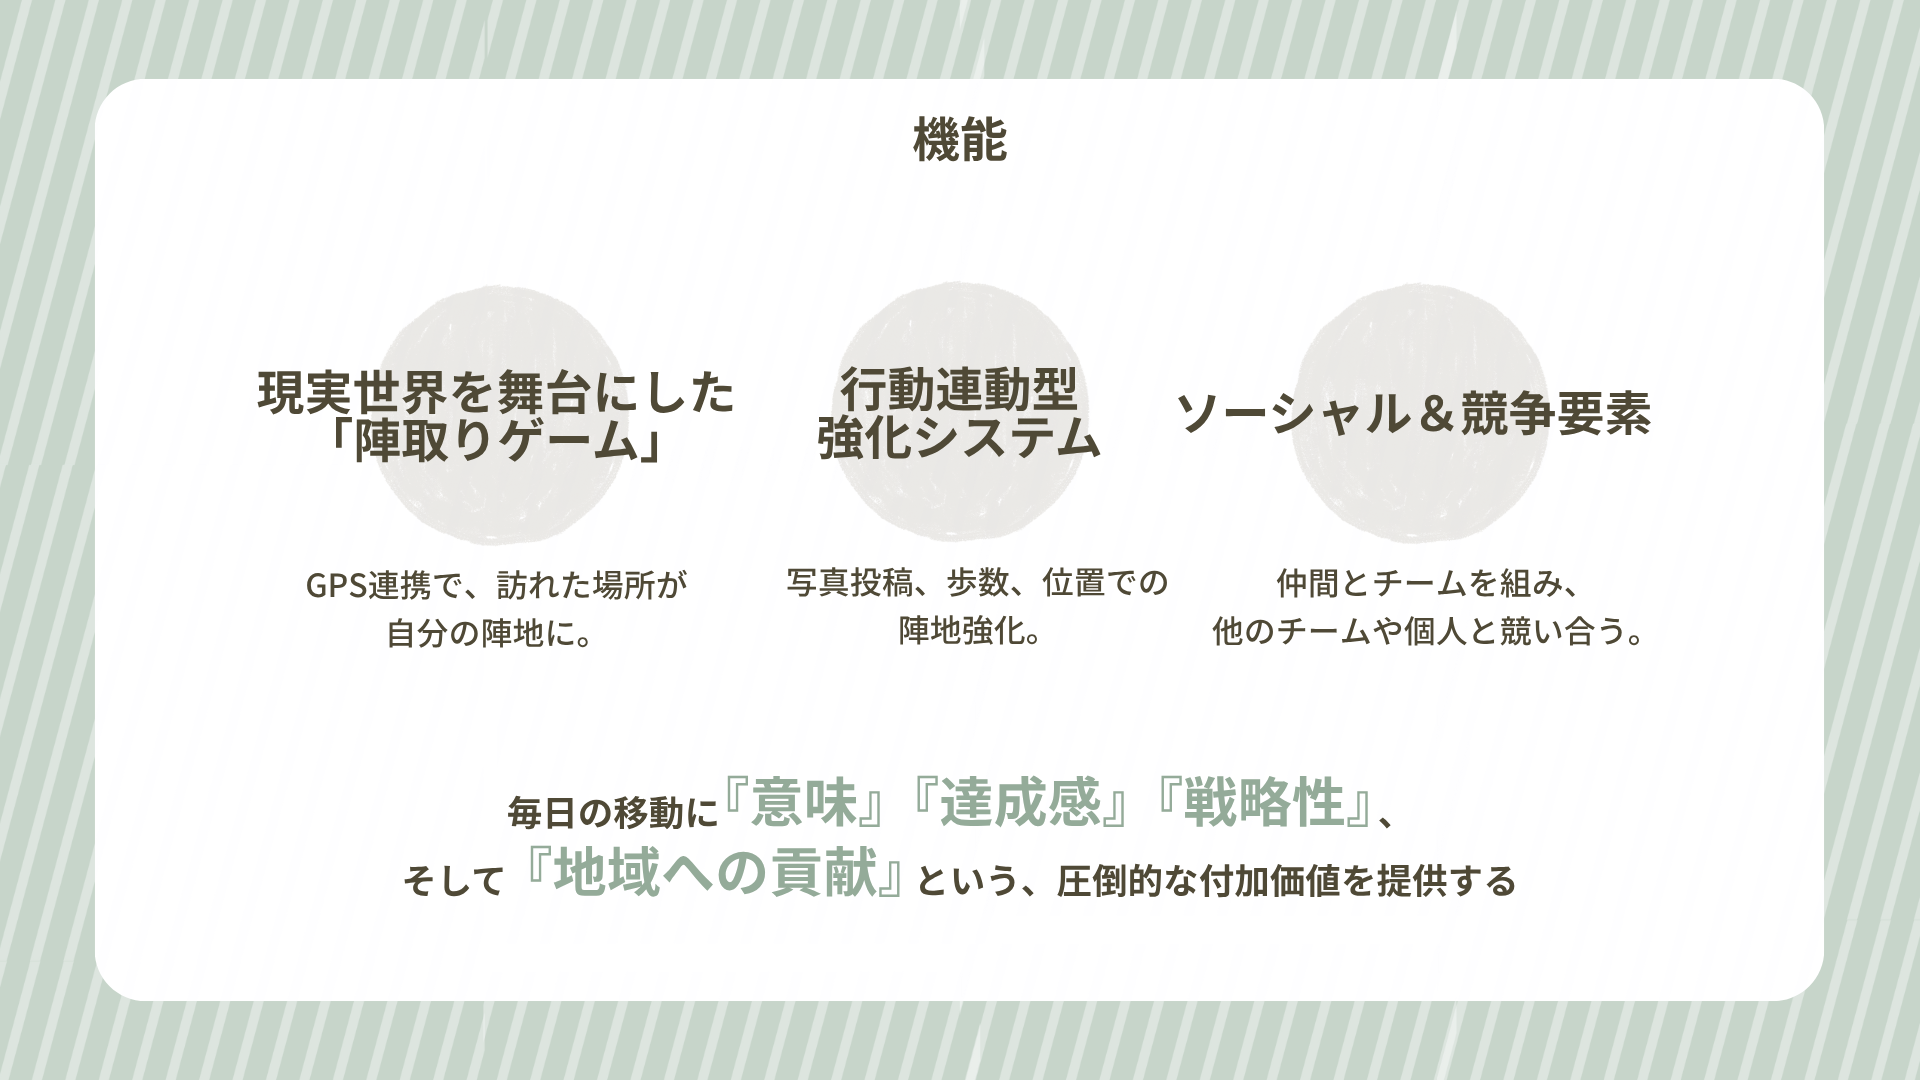 機能
現実世界を舞台にした
「陣取りゲーム」
GPS連携で、訪れた場所が
自分の陣地に。
行動連動型
強化システム
写真投稿、歩数、位置での
陣地強化。
ソーシャル＆競争要素
仲間とチームを組み、
他のチームや個人と競い合う。
毎日の移動に『意味』『達成感』『戦略性』、
そして『地域への貢献』という、圧倒的な付加価値を提供する